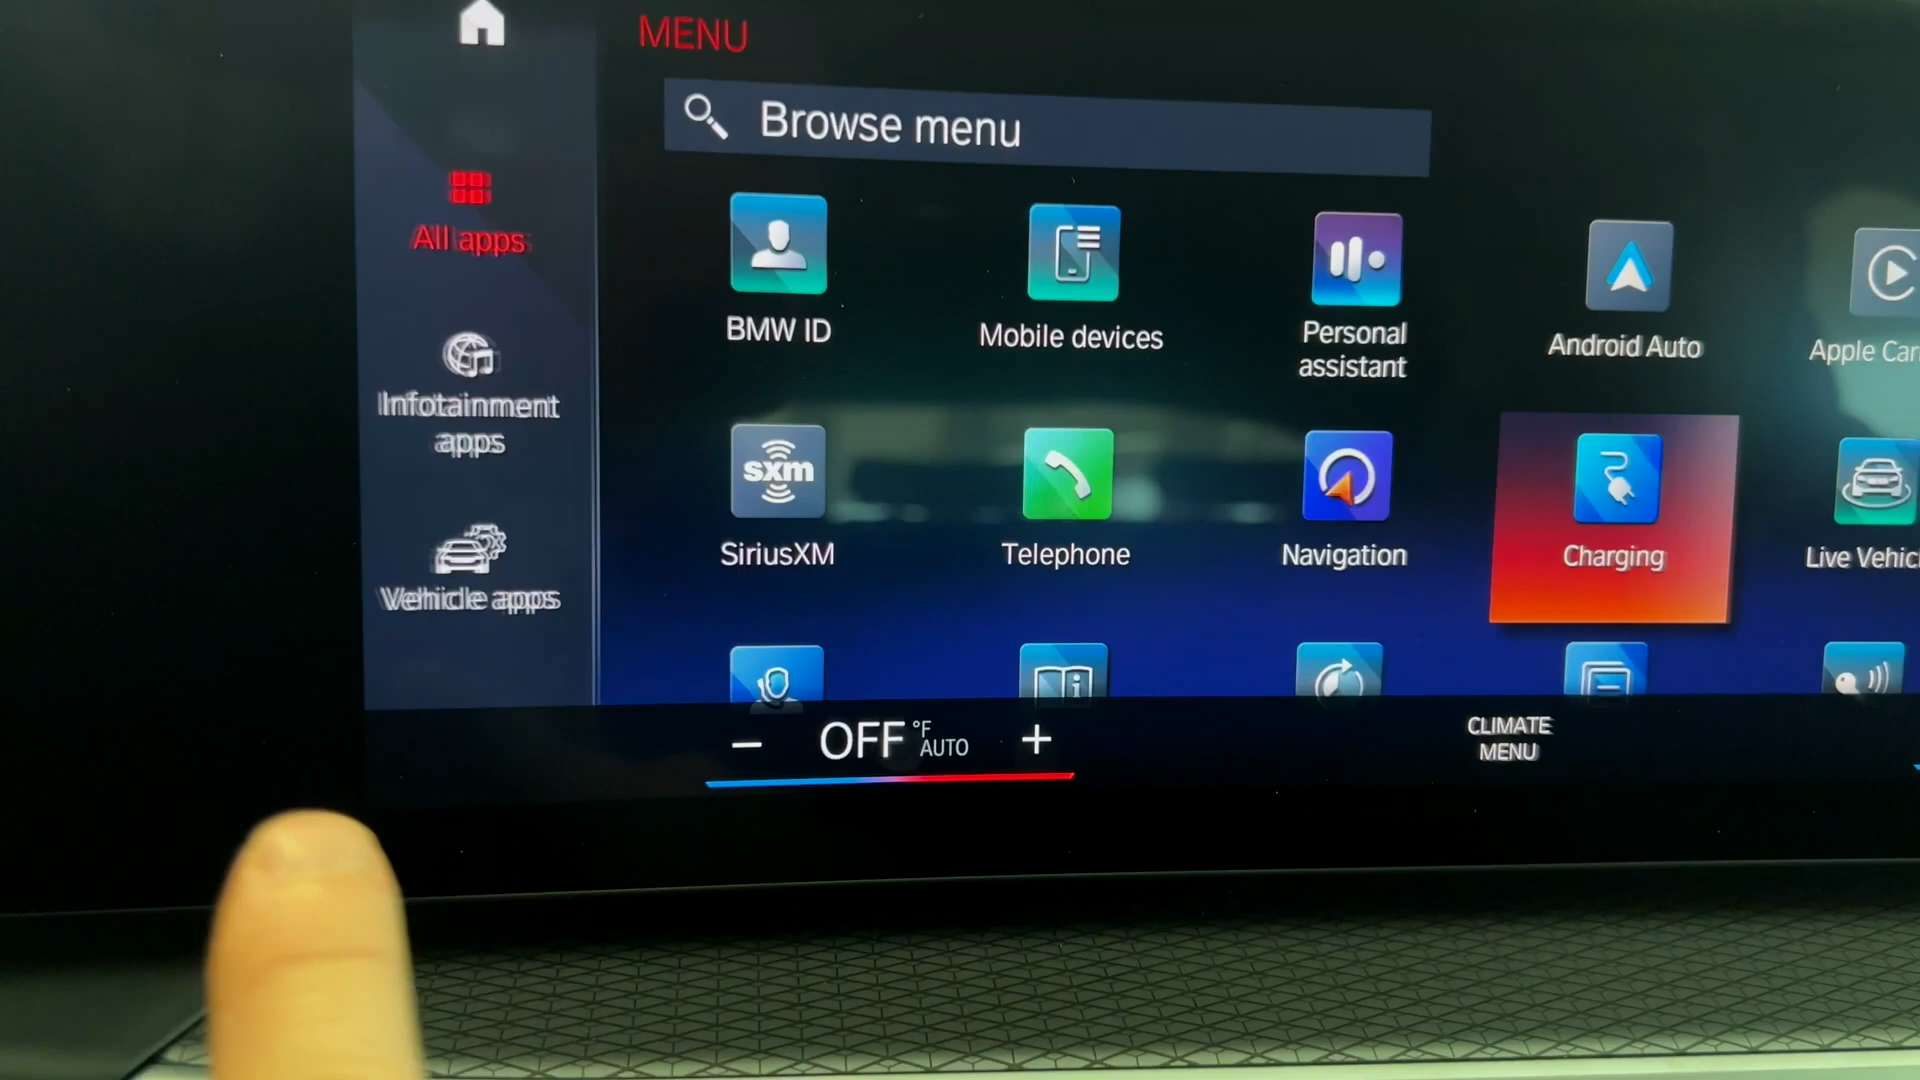 MENU
Browse menu
All apps
Infotainment
apps
Vehicle apps
BMW ID
Mobile devices
Personal
assistant
Android Auto
Apple Car
sxm
SiriusXM
Telephone
Navigation
Charging
Live Vehic
i
− OFF °F AUTO +
CLIMATE
MENU